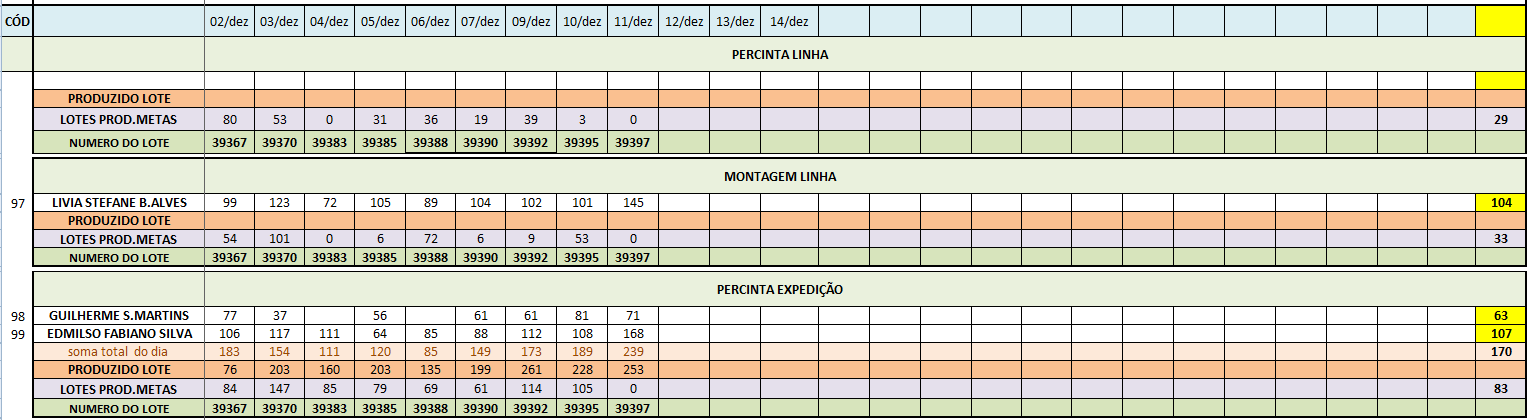 CÓD 02/dez 03/dez 04/dez 05/dez 06/dez 07/dez 09/dez 10/dez 11/dez 12/dez 13/dez 14/dez
PERCINTA LINHA
PRODUZIDO LOTE
LOTES PROD.METAS 80 53 0 31 36 19 39 3 0 29
NUMERO DO LOTE 39367 39370 39383 39385 39388 39390 39392 39395 39397
MONTAGEM LINHA
97 LIVIA STEFANE B.ALVES 99 123 72 105 89 104 102 101 145 104
PRODUZIDO LOTE
LOTES PROD.METAS 54 101 0 6 72 6 9 53 0 33
NUMERO DO LOTE 39367 39370 39383 39385 39388 39390 39392 39395 39397
PERCINTA EXPEDIÇÃO
98 GUILHERME S.MARTINS 77 37 56 61 61 81 71 63
99 EDMILSO FABIANO SILVA 106 117 111 64 85 88 112 108 168 107
soma total do dia 183 154 111 120 85 149 173 189 239 170
PRODUZIDO LOTE 76 203 160 203 135 199 261 228 253
LOTES PROD.METAS 84 147 85 79 69 61 114 105 0 83
NUMERO DO LOTE 39367 39370 39383 39385 39388 39390 39392 39395 39397